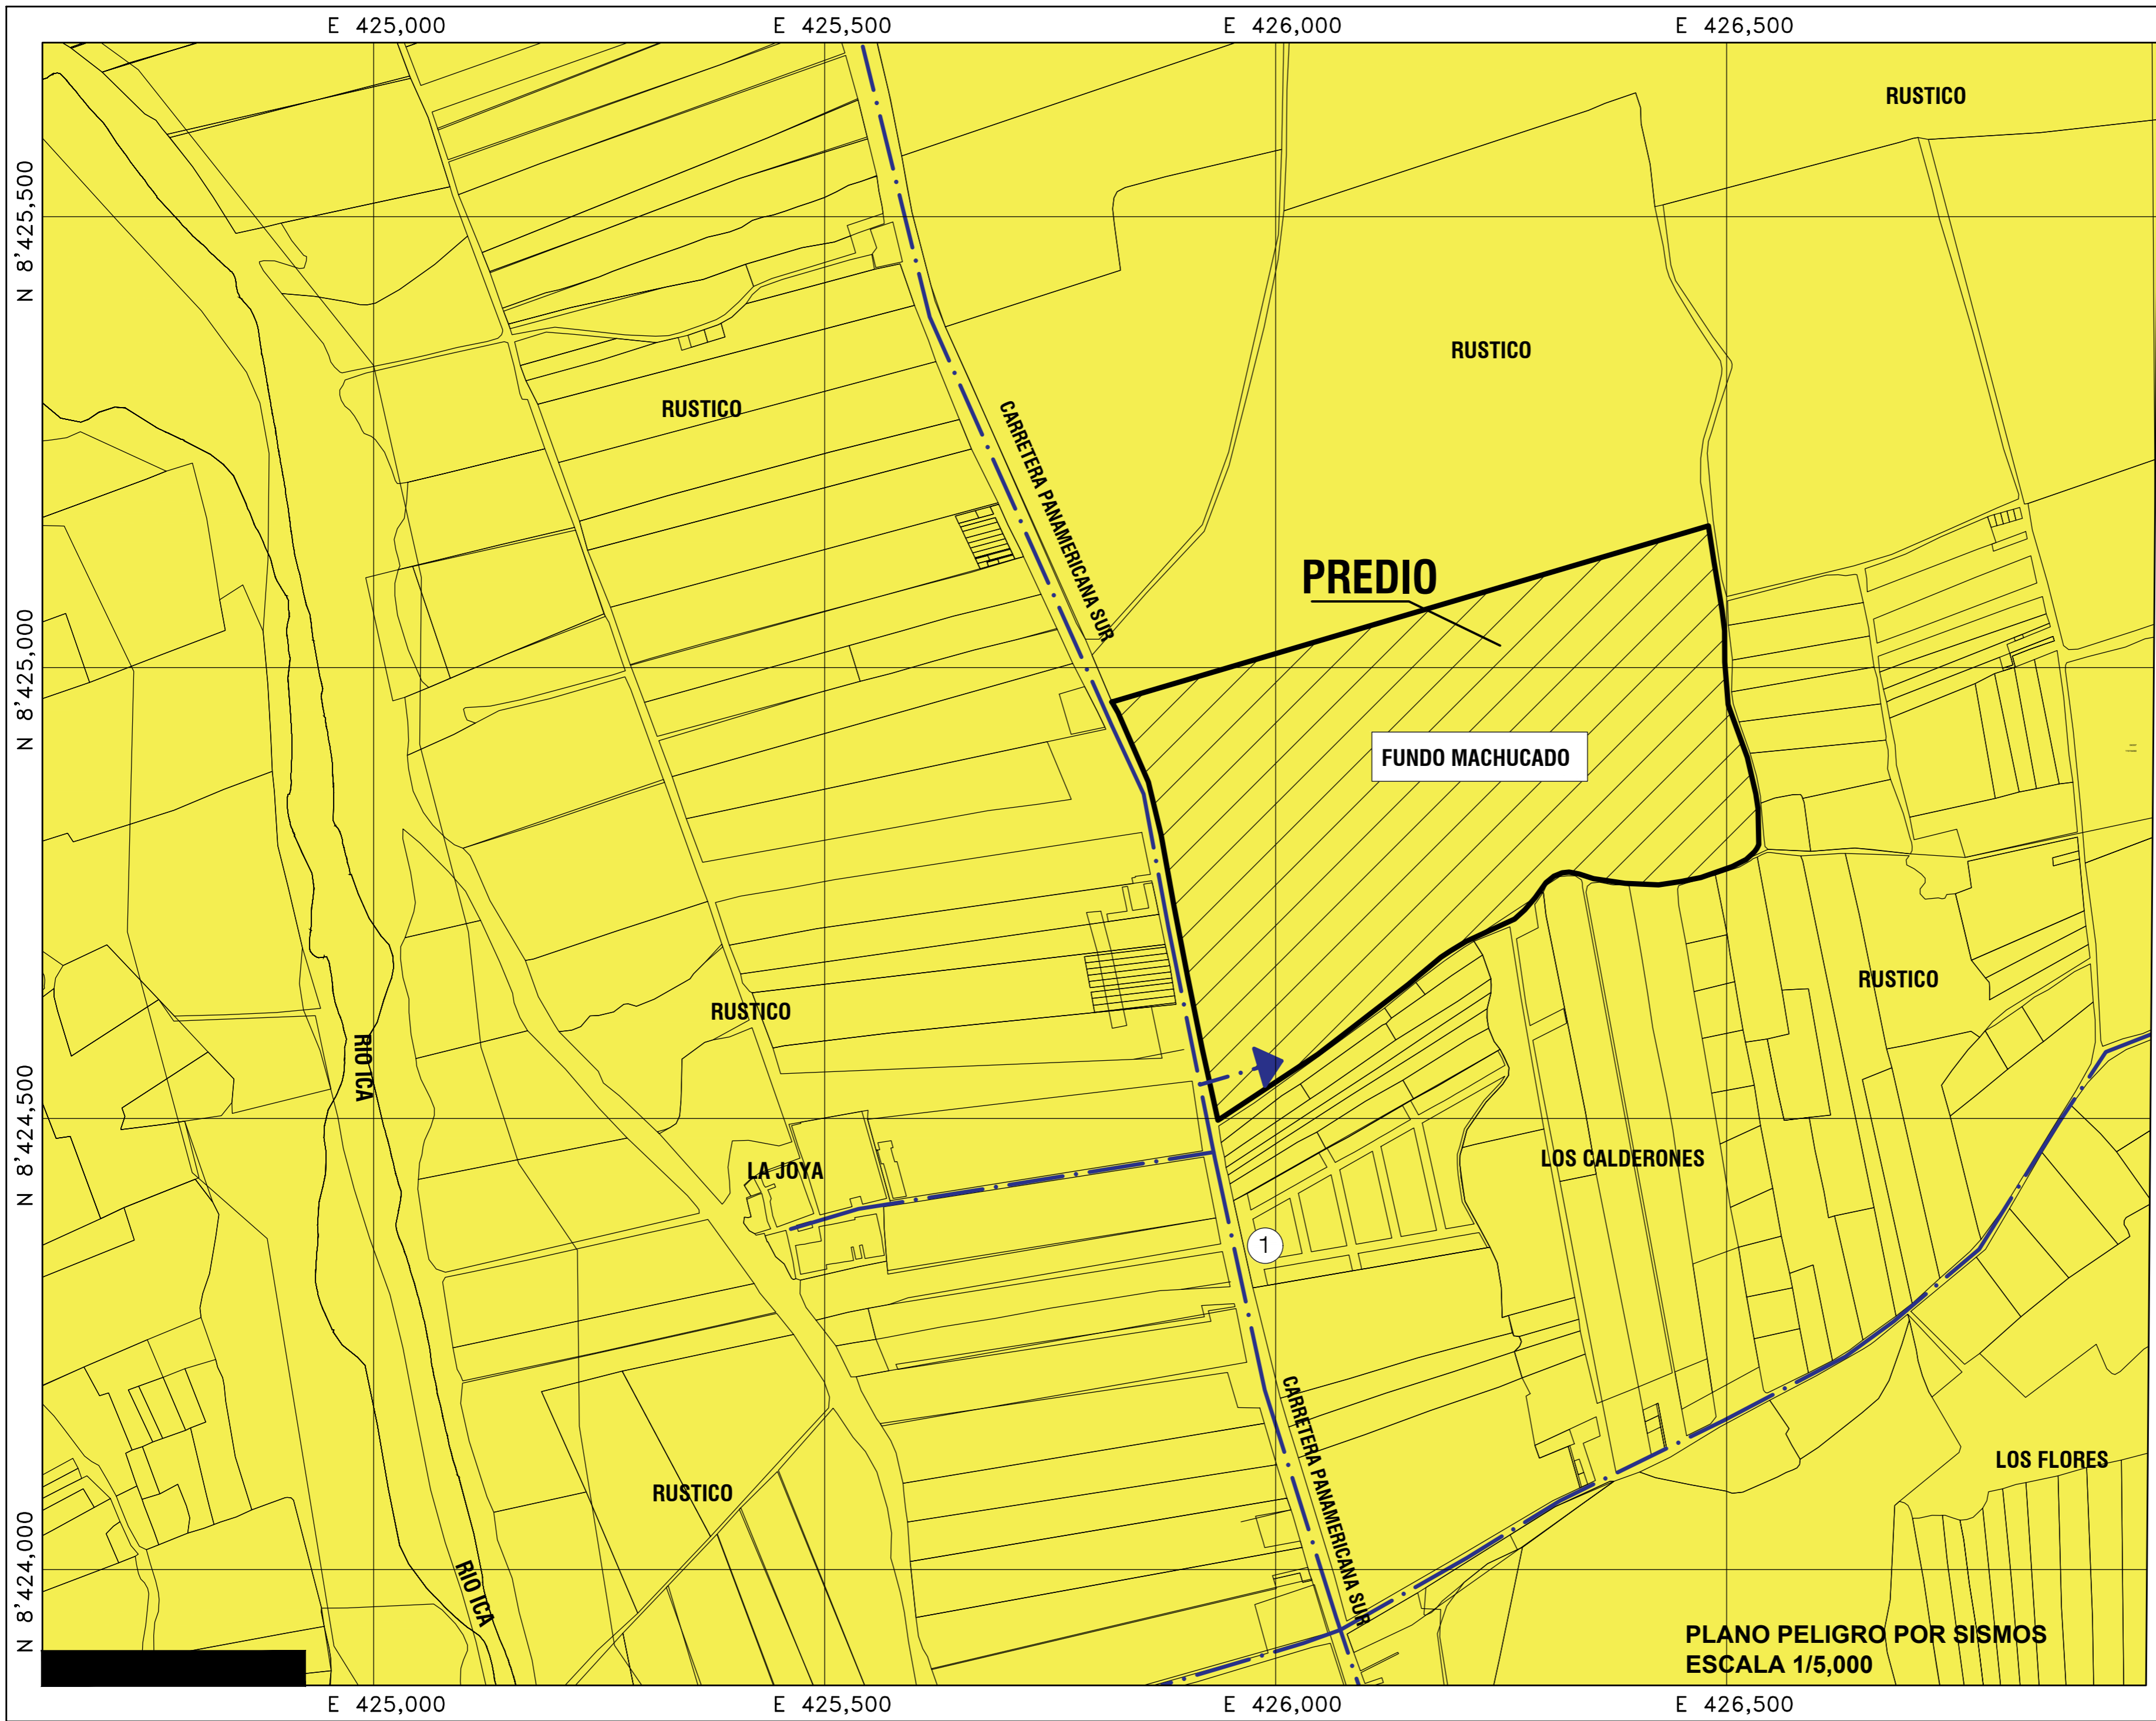 E 425,000
E 425,500
E 426,000
E 426,500
RUSTICO
N 8'425,500
RUSTICO
RUSTICO
CARRETERA PANAMERICANA SUR
PREDIO
N 8'425,000
FUNDO MACHUCADO
RUSTICO
RUSTICO
RIO ICA
N 8'424,500
LA JOYA
LOS CALDERONES
1
CARRETERA PANAMERICANA SUR
LOS FLORES
RUSTICO
RIO ICA
N 8'424,000
PLANO PELIGRO POR SISMOS
ESCALA 1/5,000
E 425,000
E 425,500
E 426,000
E 426,500